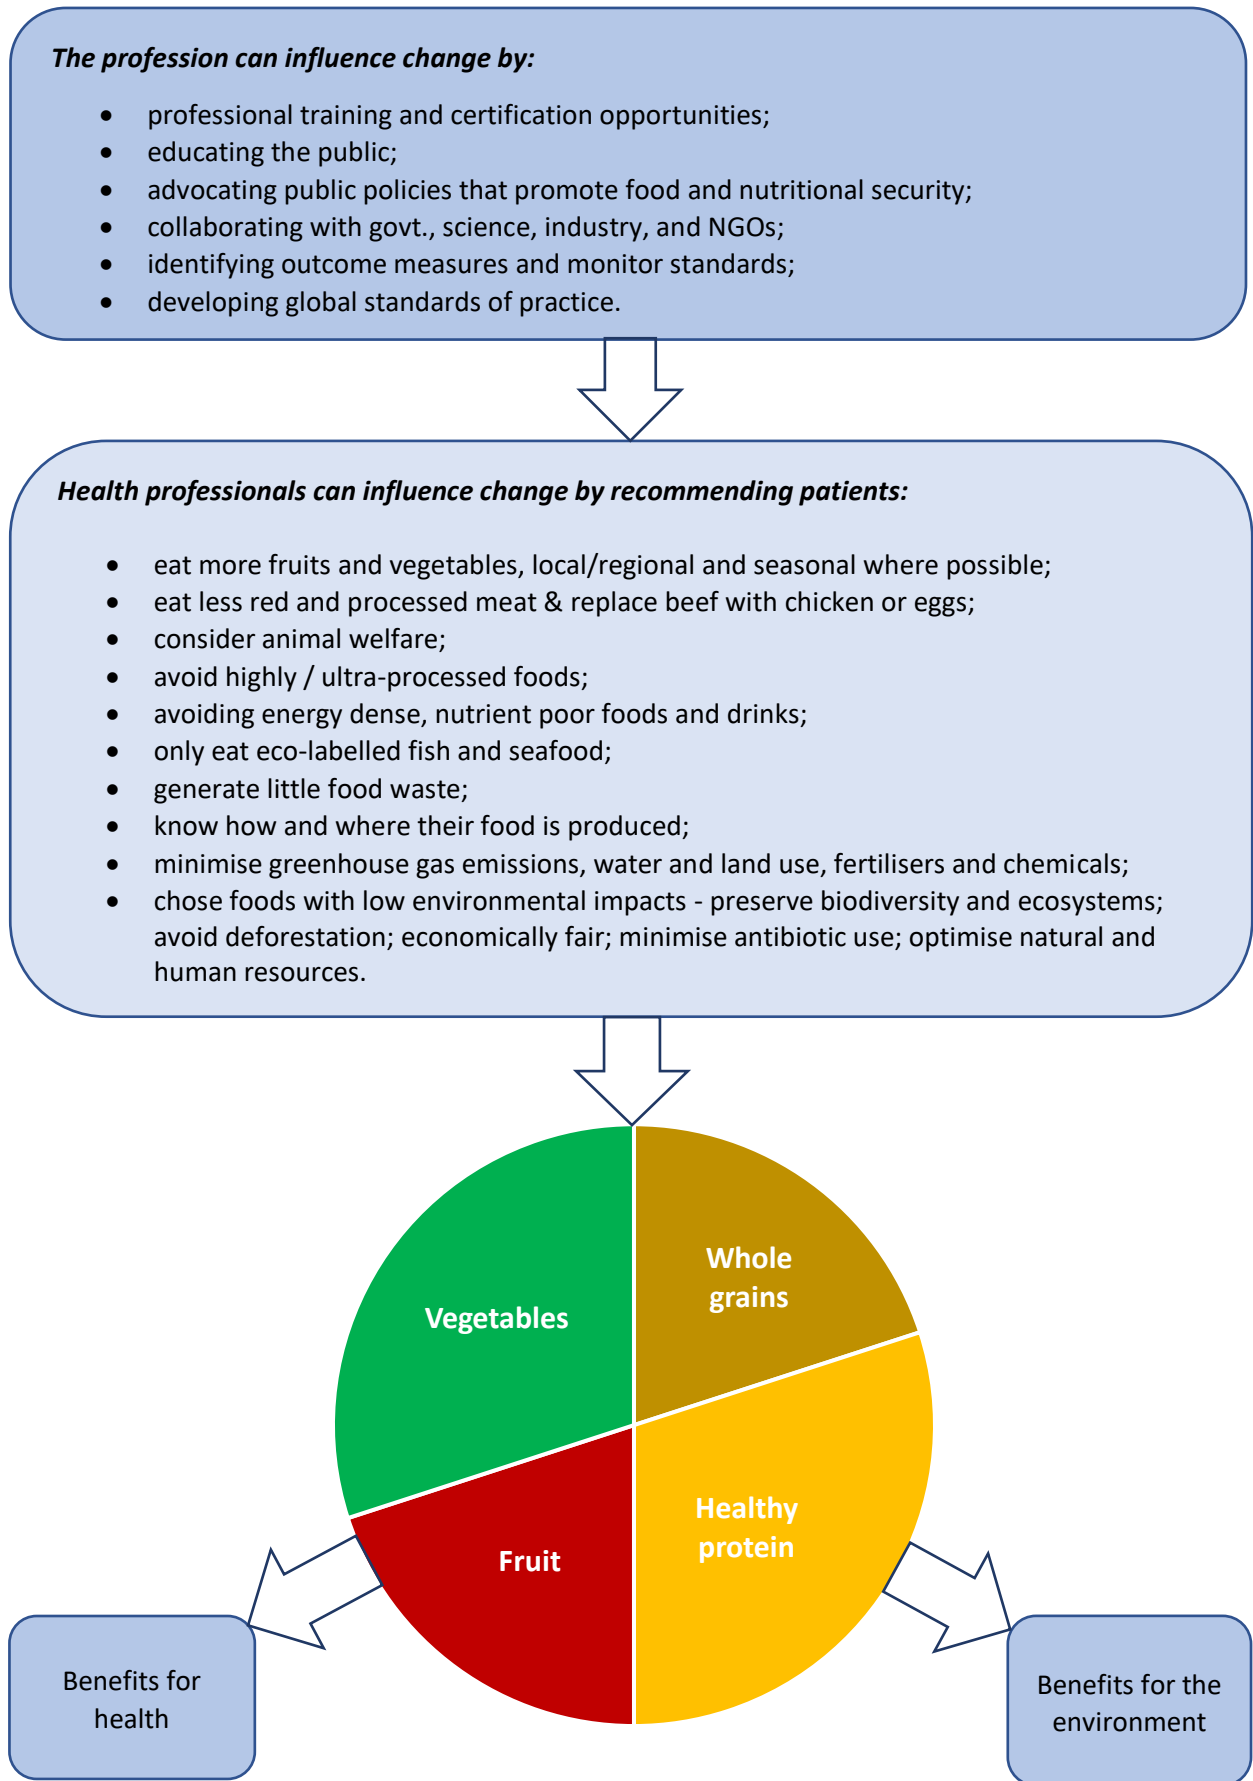 The profession can influence change by:
• professional training and certification opportunities;
• educating the public;
• advocating public policies that promote food and nutritional security;
• collaborating with govt., science, industry, and NGOs;
• identifying outcome measures and monitor standards;
• developing global standards of practice.
Health professionals can influence change by recommending patients:
• eat more fruits and vegetables, local/regional and seasonal where possible;
• eat less red and processed meat & replace beef with chicken or eggs;
• consider animal welfare;
• avoid highly / ultra-processed foods;
• avoiding energy dense, nutrient poor foods and drinks;
• only eat eco-labelled fish and seafood;
• generate little food waste;
• know how and where their food is produced;
• minimise greenhouse gas emissions, water and land use, fertilisers and chemicals;
• chose foods with low environmental impacts - preserve biodiversity and ecosystems;
avoid deforestation; economically fair; minimise antibiotic use; optimise natural and
human resources.
Whole
grains
Vegetables
Healthy
protein
Fruit
Benefits for
health
Benefits for the
environment